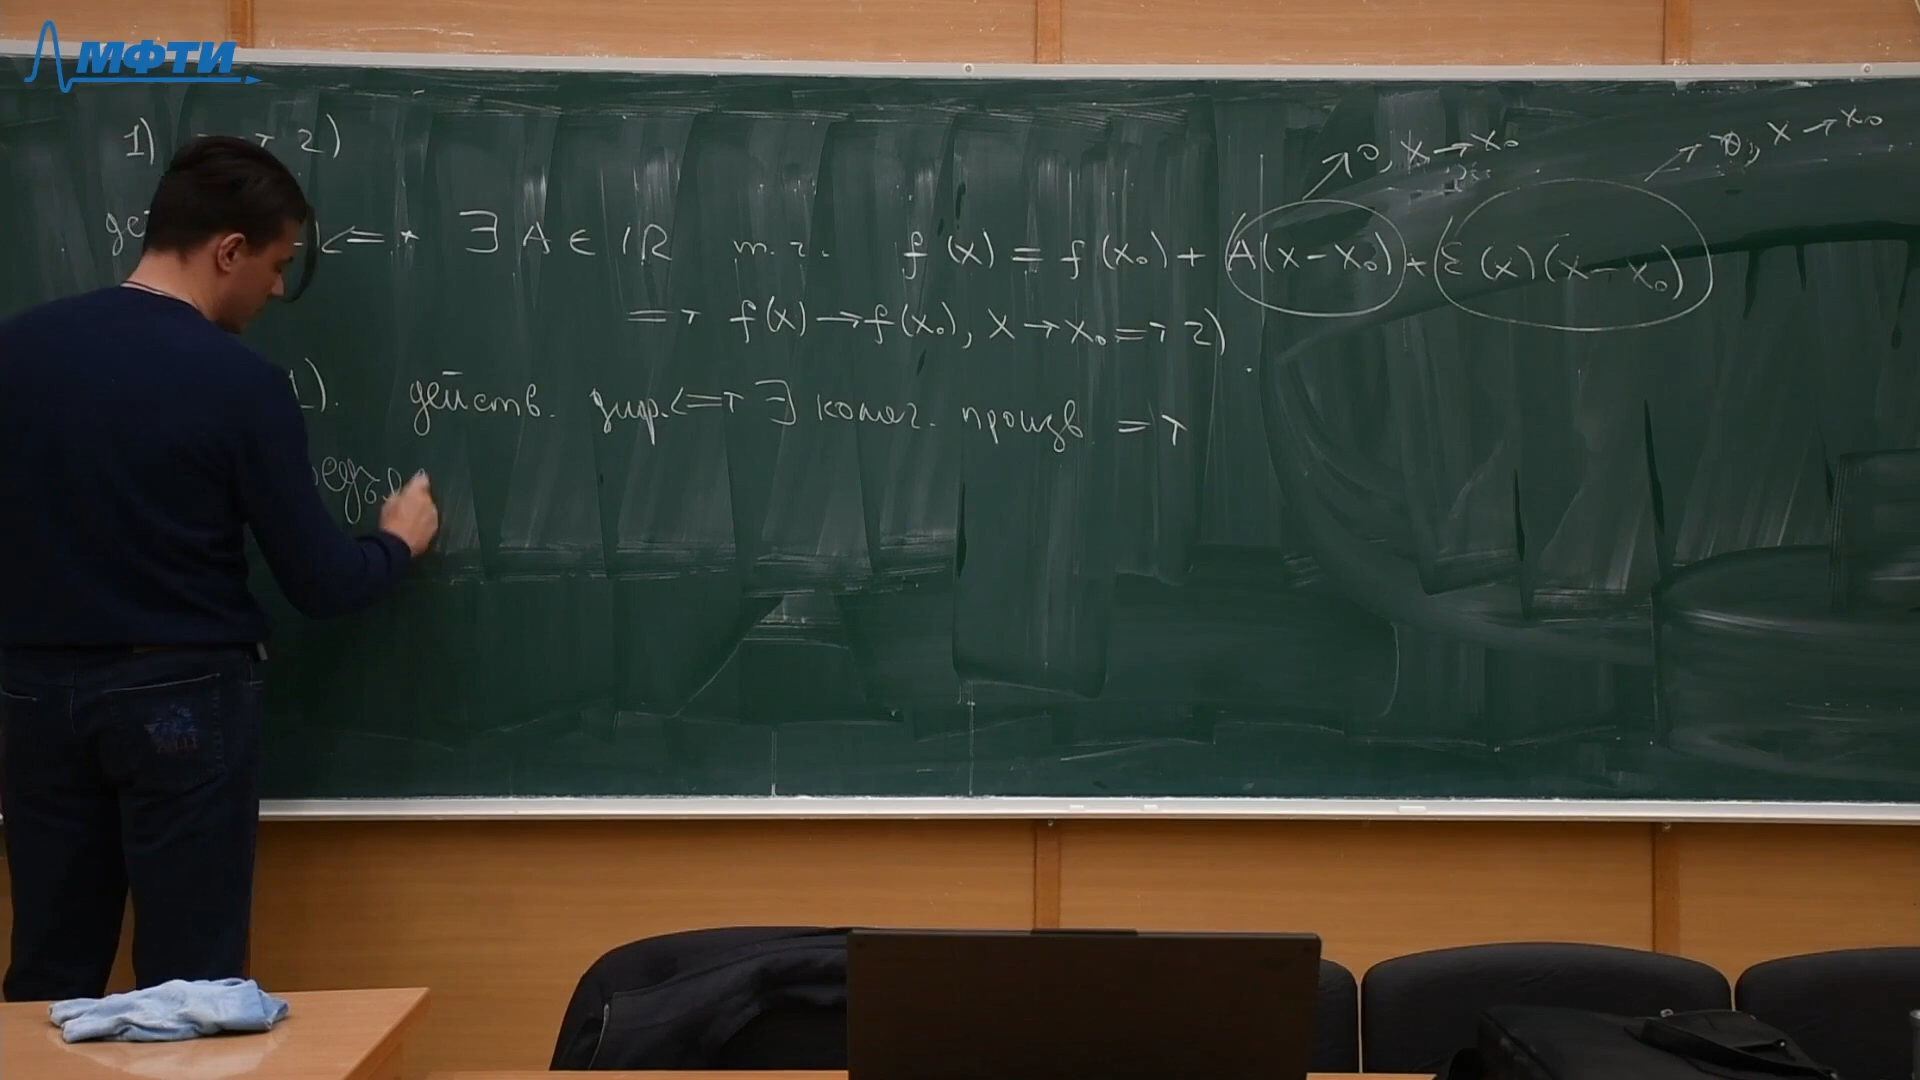 МФТИ
1) 2)
→ 0, x → x₀ → 0, x → x₀
<=> ∃ A ∈ ℝ т.ч. f(x) = f(x₀) + A(x - x₀) + ε(x)(x - x₀)
=> f(x) → f(x₀), x → x₀ => 2)
1). действ. дифф. <=> ∃ конеч. произв =>